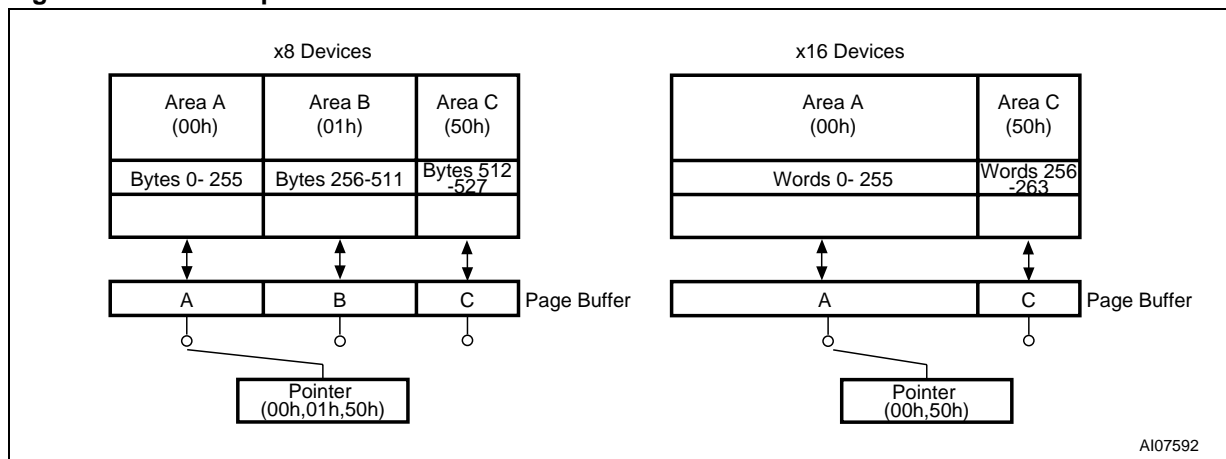 x8 Devices
Area A
(00h)
Area B
(01h)
Area C
(50h)
Bytes 0- 255
Bytes 256-511
Bytes 512
-527
A
B
C
Page Buffer
Pointer
(00h,01h,50h)
x16 Devices
Area A
(00h)
Area C
(50h)
Words 0- 255
Words 256
-263
A
C
Page Buffer
Pointer
(00h,50h)
AI07592